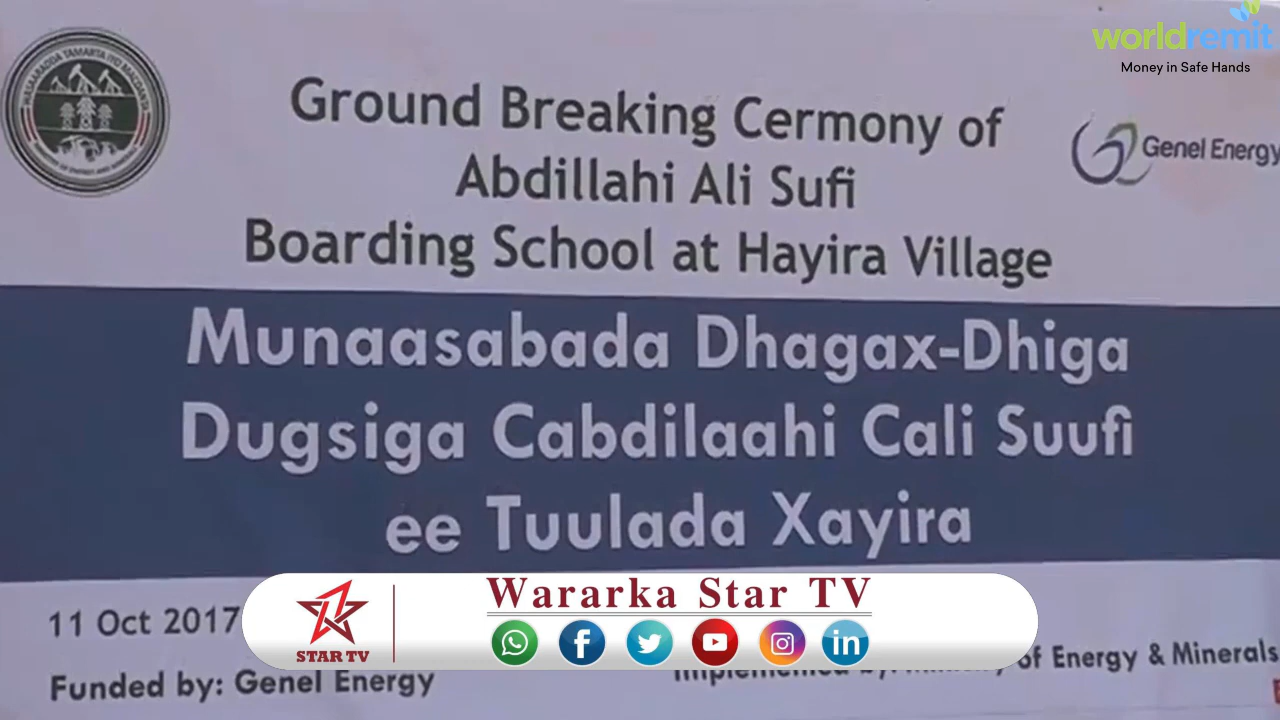 worldremit
Money in Safe Hands
Genel Energy
Ground Breaking Cermony of
Abdillahi Ali Sufi
Boarding School at Hayira Village
Munaasabada Dhagax-Dhiga
Dugsiga Cabdilaahi Cali Suufi
ee Tuulada Xayira
11 Oct 2017
Funded by: Genel Energy
of Energy & Minerals
STAR TV
Wararka Star TV